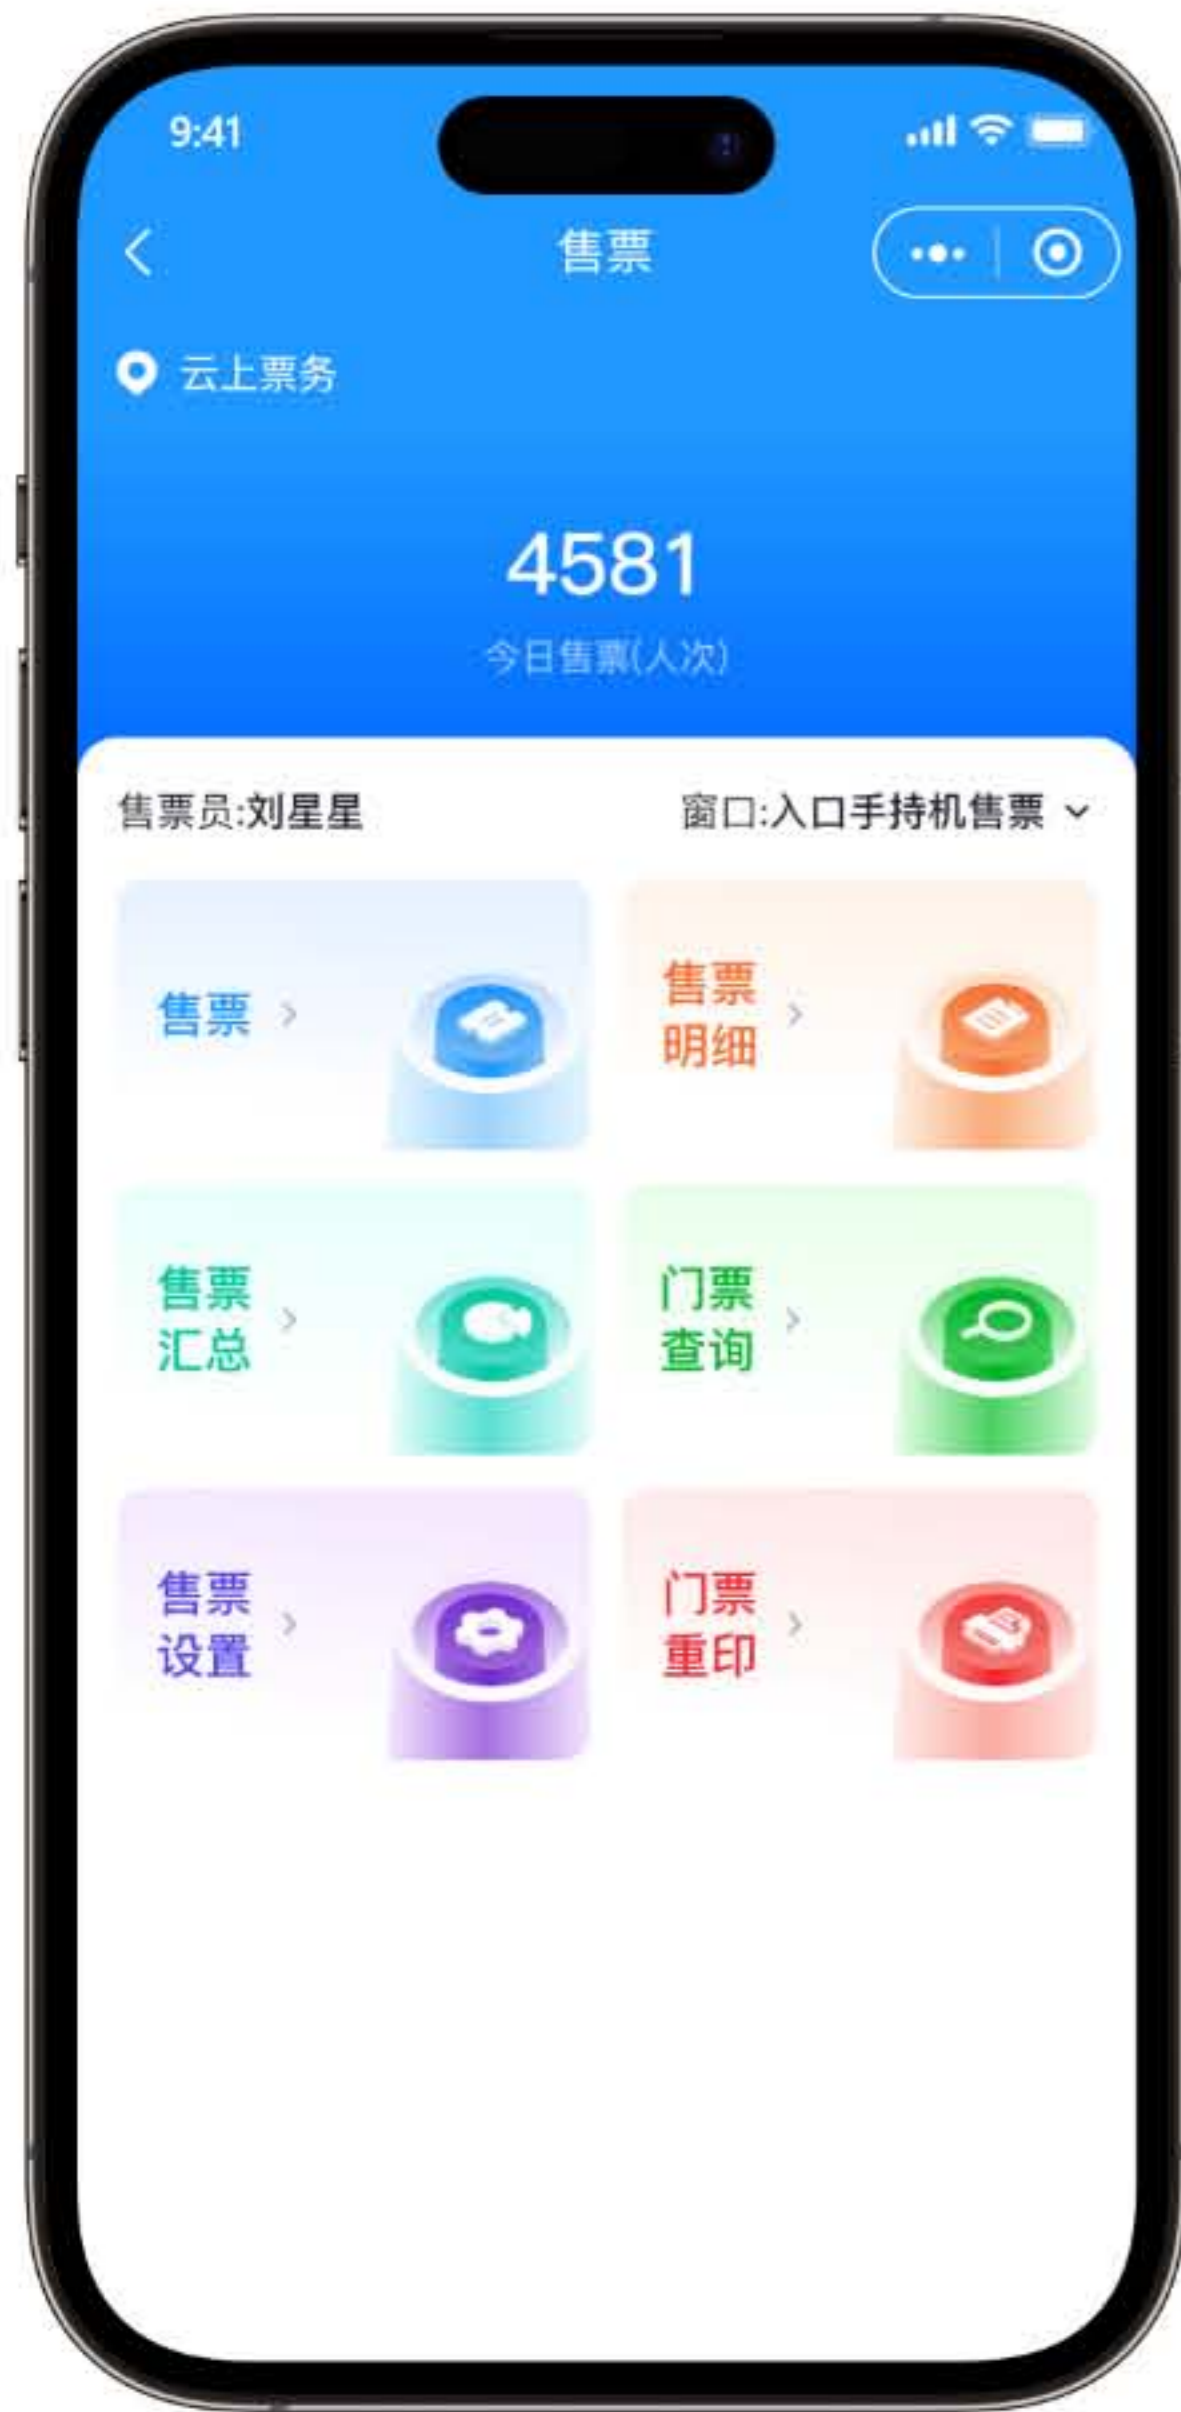 9:41
售票
云上票务
4581
今日售票(人次)
售票员:刘星星
窗口:入口手持机售票
售票
售票
明细
售票
汇总
门票
查询
售票
设置
门票
重印